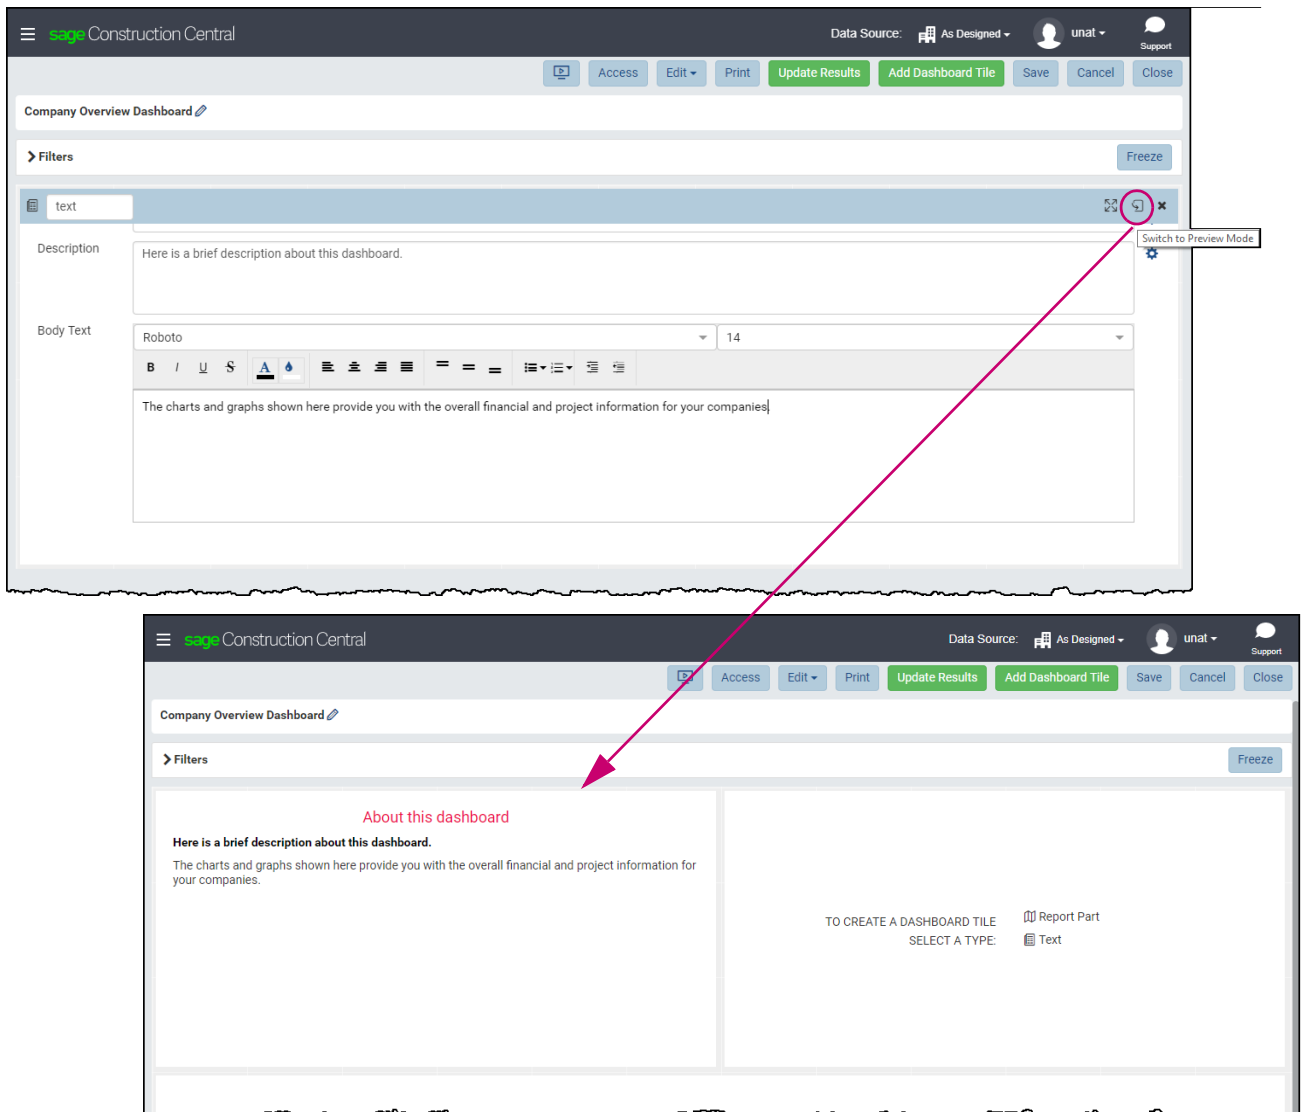 sage Construction Central Data Source: As Designed unat Support
Access Edit Print Update Results Add Dashboard Tile Save Cancel Close
Company Overview Dashboard
Filters Freeze
text
Switch to Preview Mode
Description Here is a brief description about this dashboard.
Body Text Roboto 14
B I U S A
The charts and graphs shown here provide you with the overall financial and project information for your companies.
sage Construction Central Data Source: As Designed unat Support
Access Edit Print Update Results Add Dashboard Tile Save Cancel Close
Company Overview Dashboard
Filters Freeze
About this dashboard
Here is a brief description about this dashboard.
The charts and graphs shown here provide you with the overall financial and project information for
your companies.
TO CREATE A DASHBOARD TILE Report Part
SELECT A TYPE: Text